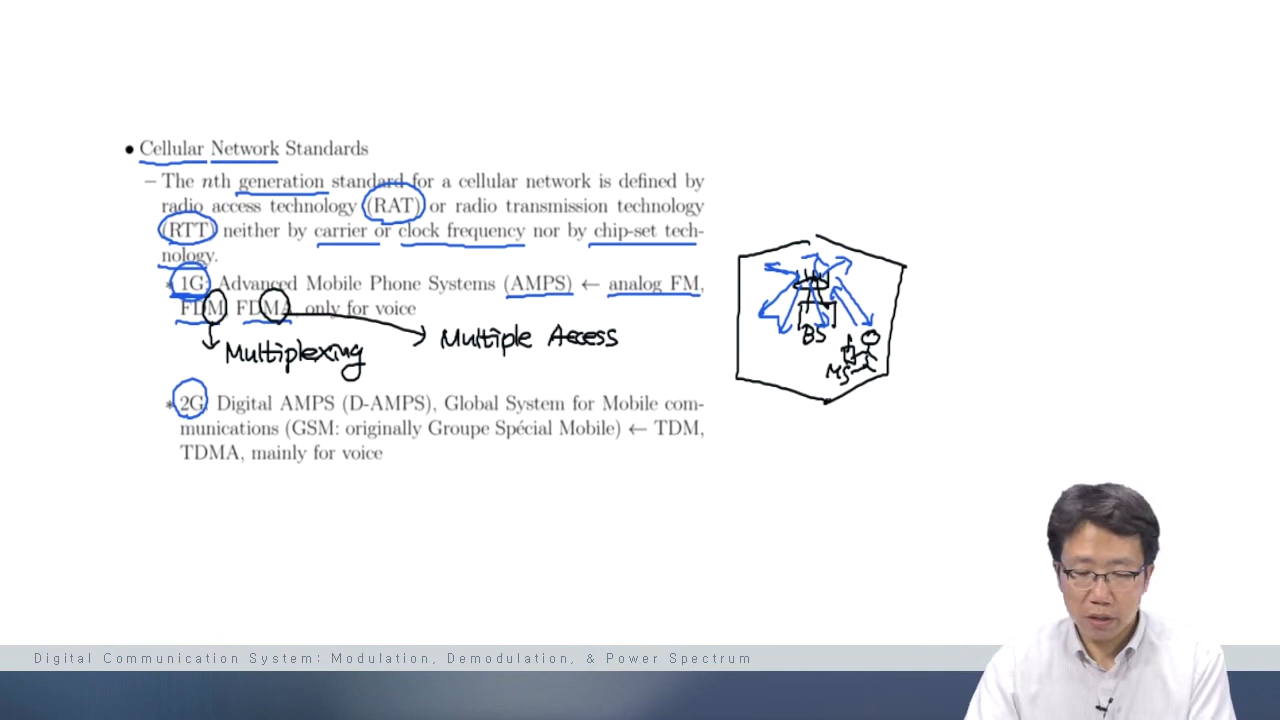 • Cellular Network Standards
– The nth generation standard for a cellular network is defined by
radio access technology (RAT) or radio transmission technology
(RTT) neither by carrier or clock frequency nor by chip-set tech-
nology.
* 1G: Advanced Mobile Phone Systems (AMPS) ← analog FM,
FDM, FDMA, only for voice
Multiplexing
Multiple Access
BS
MS
* 2G: Digital AMPS (D-AMPS), Global System for Mobile com-
munications (GSM: originally Groupe Spécial Mobile) ← TDM,
TDMA, mainly for voice
Digital Communication System: Modulation, Demodulation, & Power Spectrum